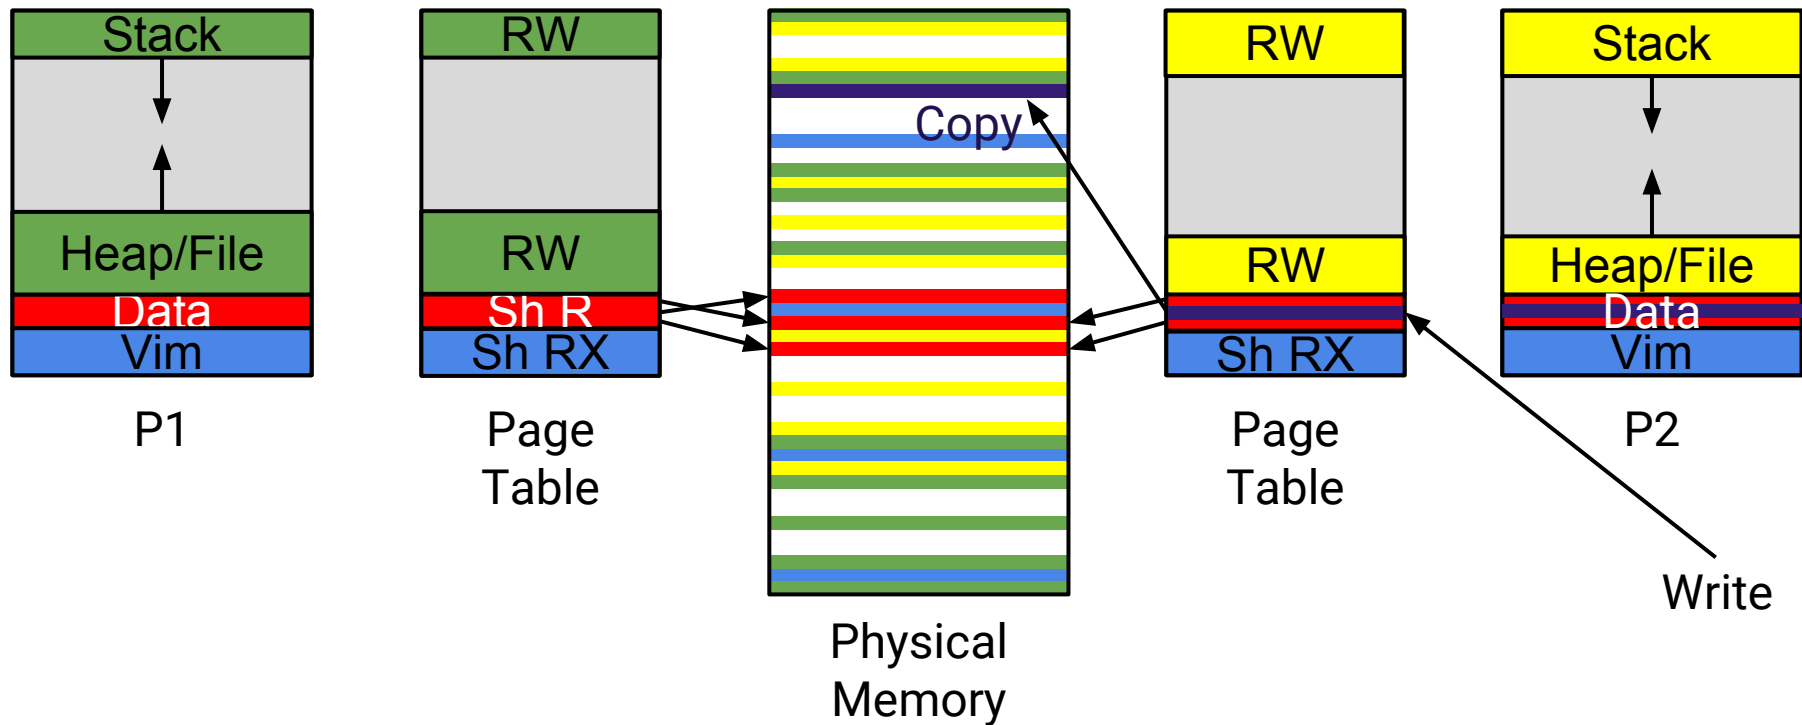 Stack
RW
RW
Stack
Copy
Heap/File
RW
RW
Heap/File
Data
Sh R
Data
Vim
Sh RX
Sh RX
Vim
P1
Page
Table
Page
Table
P2
Write
Physical
Memory